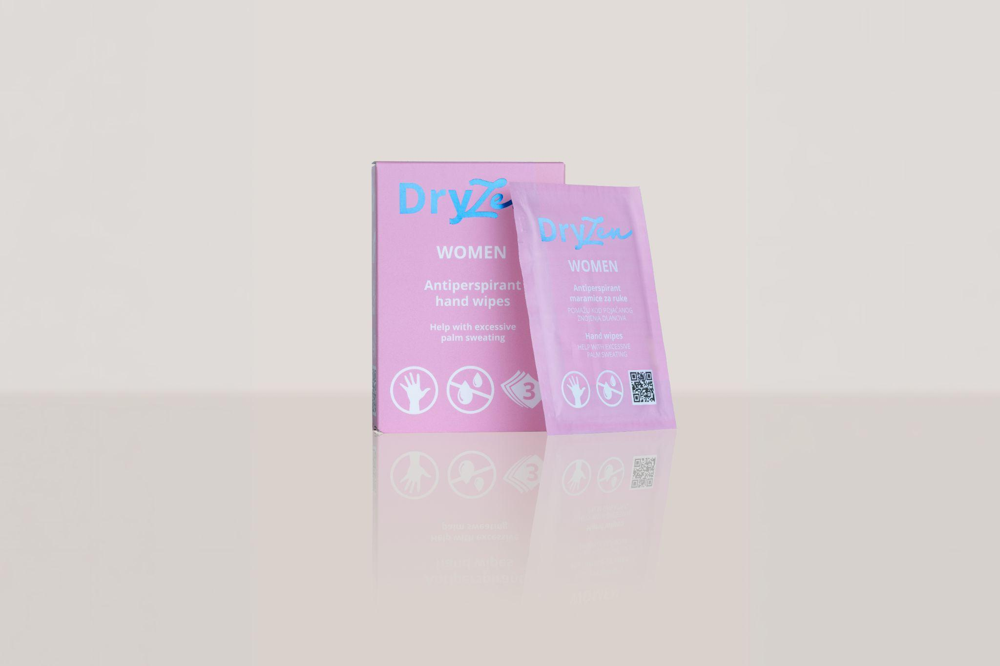 DryZe
WOMEN
Antiperspirant
hand wipes
Help with excessive
palm sweating
3
DryZen
WOMEN
Antiperspirant
maramice za ruke
POMAŽU KOD POJAČANOG
ZNOJENJA DLANOVA
Hand wipes
HELP WITH EXCESSIVE
PALM SWEATING